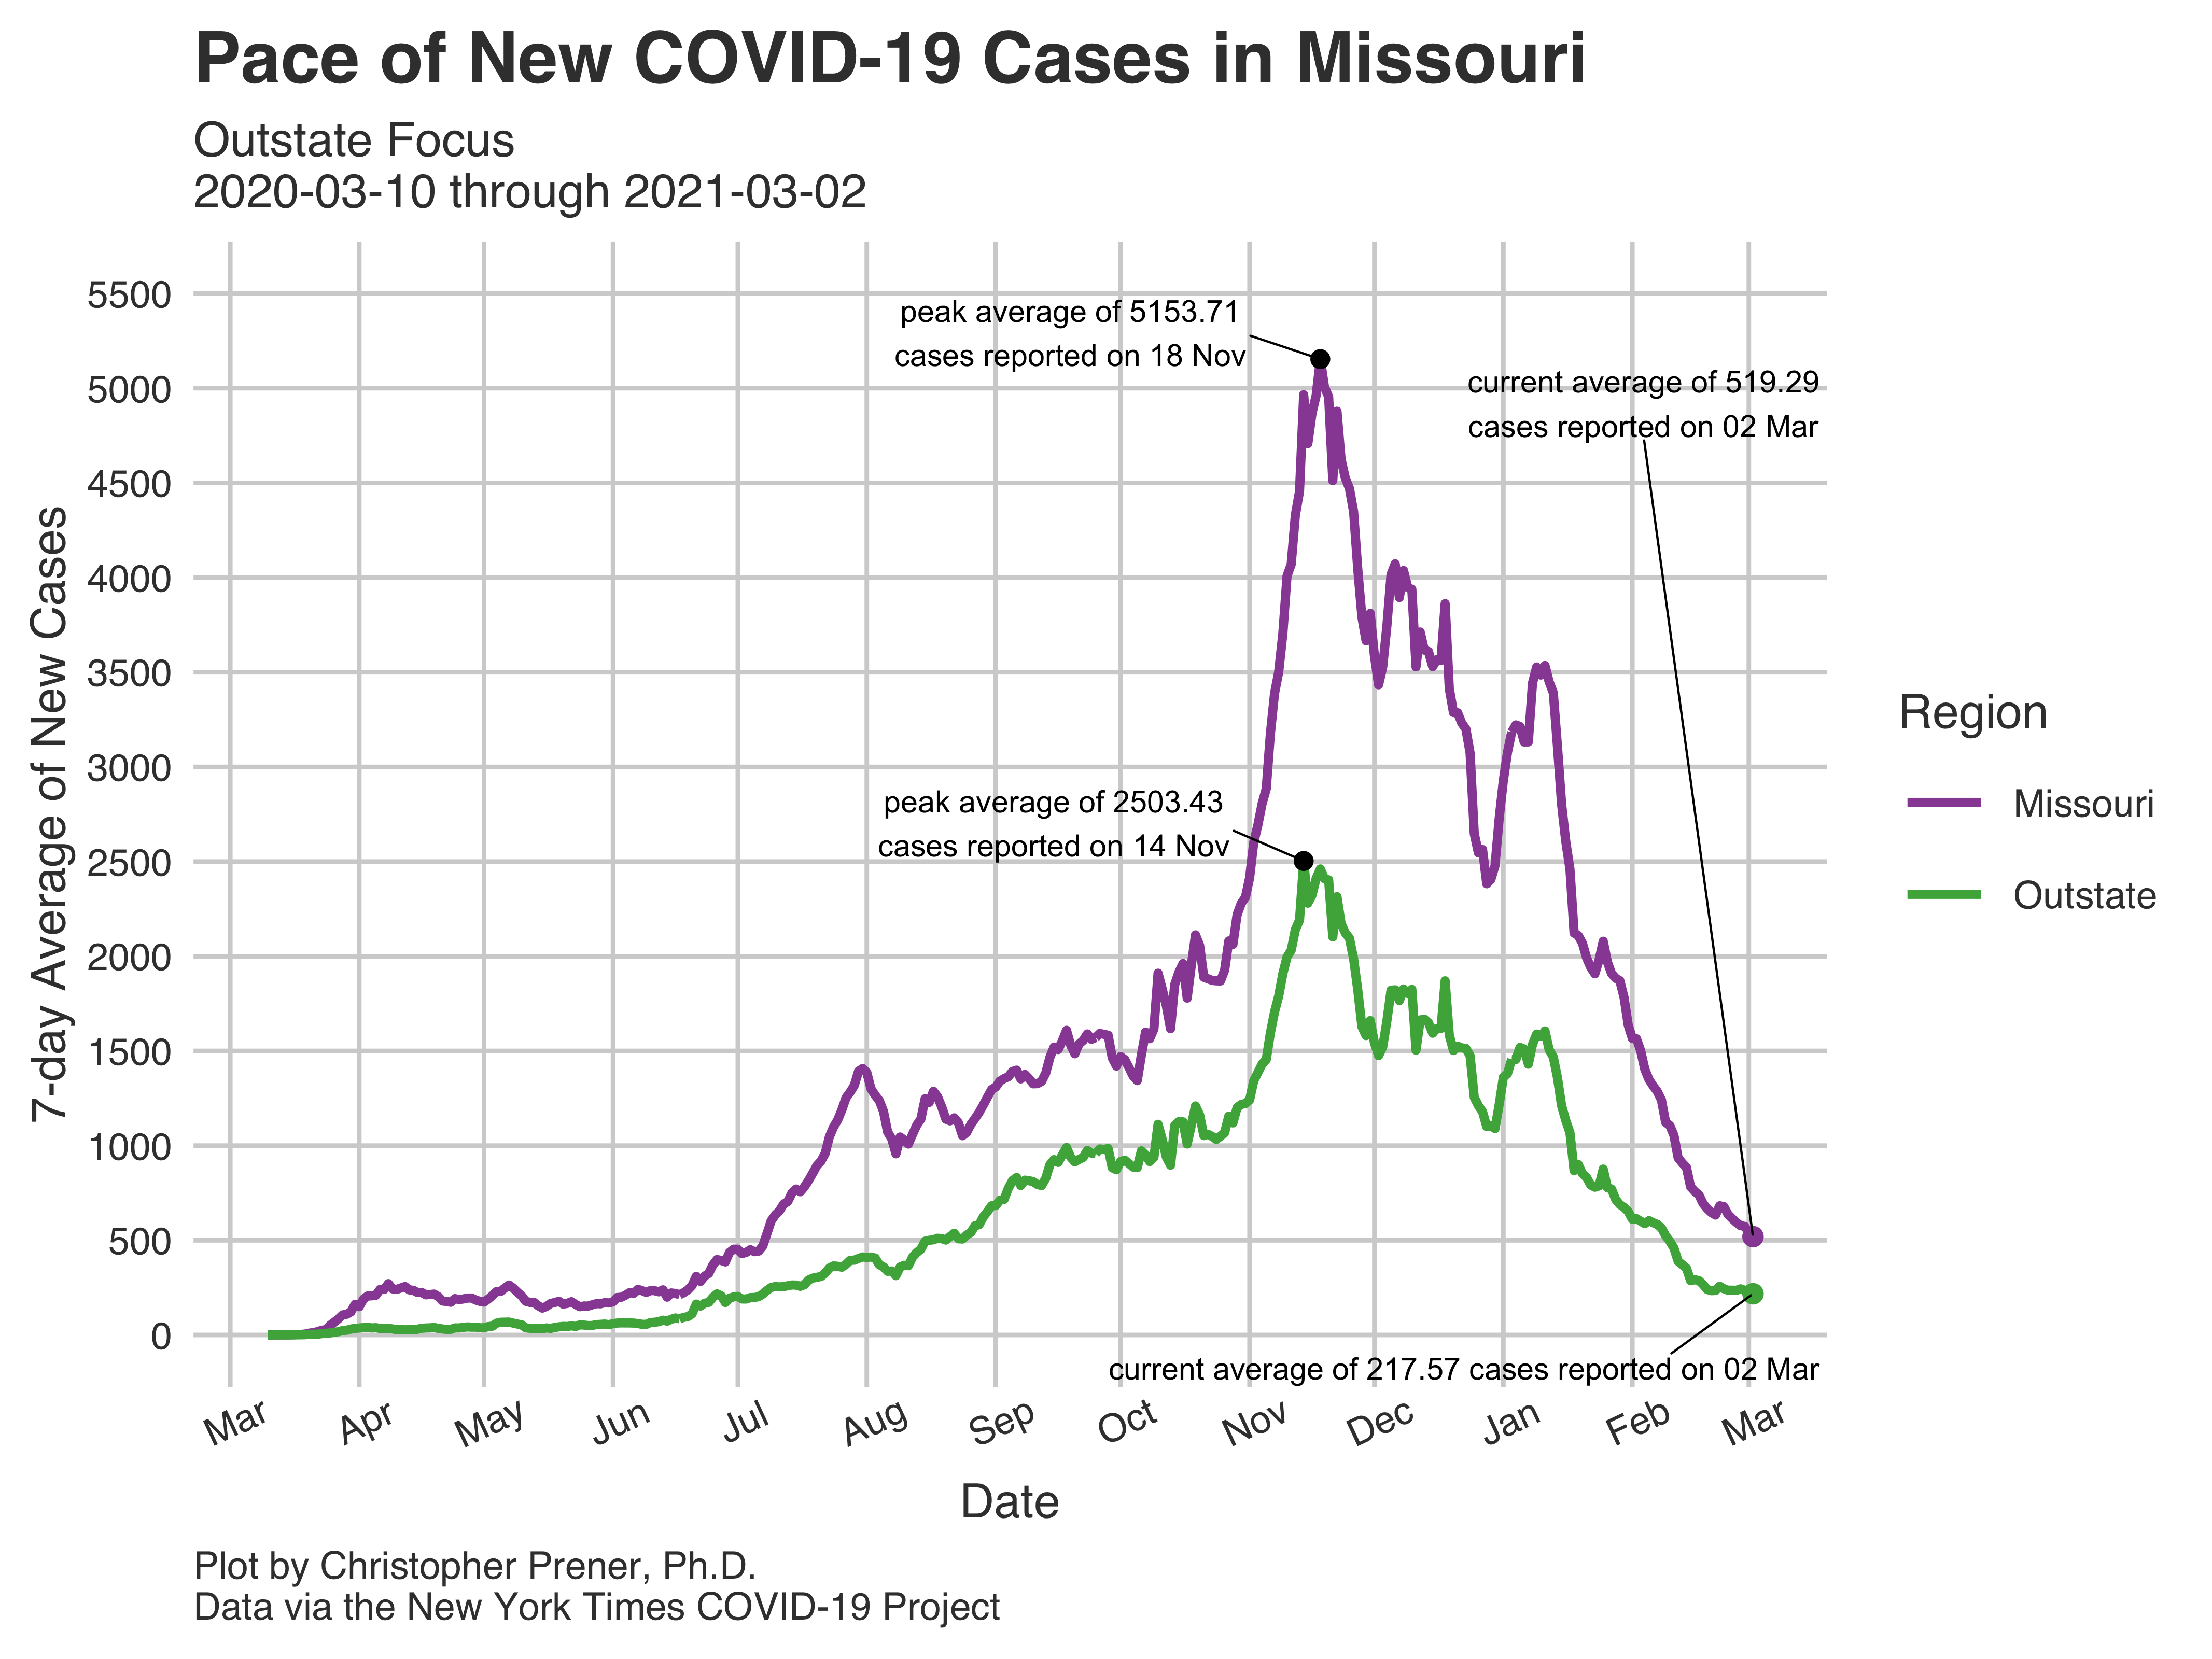 Pace of New COVID-19 Cases in Missouri
Outstate Focus
2020-03-10 through 2021-03-02
7-day Average of New Cases
5500
5000
4500
4000
3500
3000
2500
2000
1500
1000
500
0
peak average of 5153.71
cases reported on 18 Nov
current average of 519.29
cases reported on 02 Mar
peak average of 2503.43
cases reported on 14 Nov
current average of 217.57 cases reported on 02 Mar
Mar Apr May Jun Jul Aug Sep Oct Nov Dec Jan Feb Mar
Date
Region
Missouri
Outstate
Plot by Christopher Prener, Ph.D.
Data via the New York Times COVID-19 Project